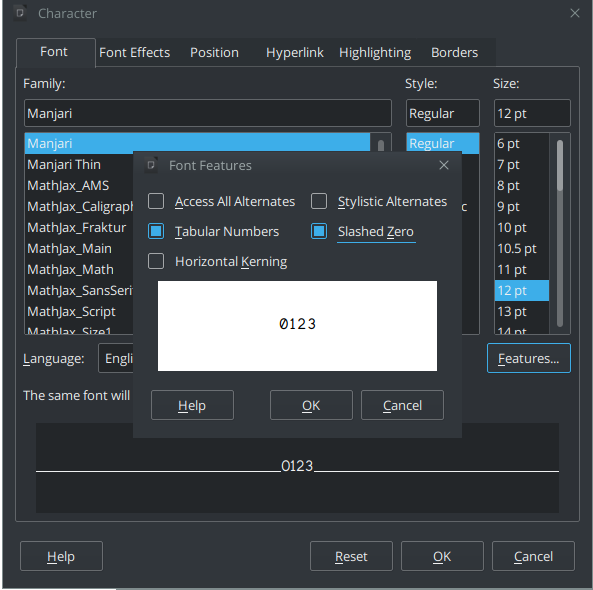 Character
Font Font Effects Position Hyperlink Highlighting Borders
Family: Style: Size:
Manjari Regular 12 pt
Manjari Regular 6 pt
Manjari Thin 7 pt
MathJax_AMS 8 pt
9 pt
MathJax_Fraktur 10 pt
MathJax_Main 10.5 pt
MathJax_Math 11 pt
12 pt
MathJax_Script 13 pt
MathJax_Size1 14 pt
Font Features
Access All Alternates Stylistic Alternates
Tabular Numbers Slashed Zero
Horizontal Kerning
0123
Help OK Cancel
Language: Engli Features...
The same font will
0123
Help Reset OK Cancel